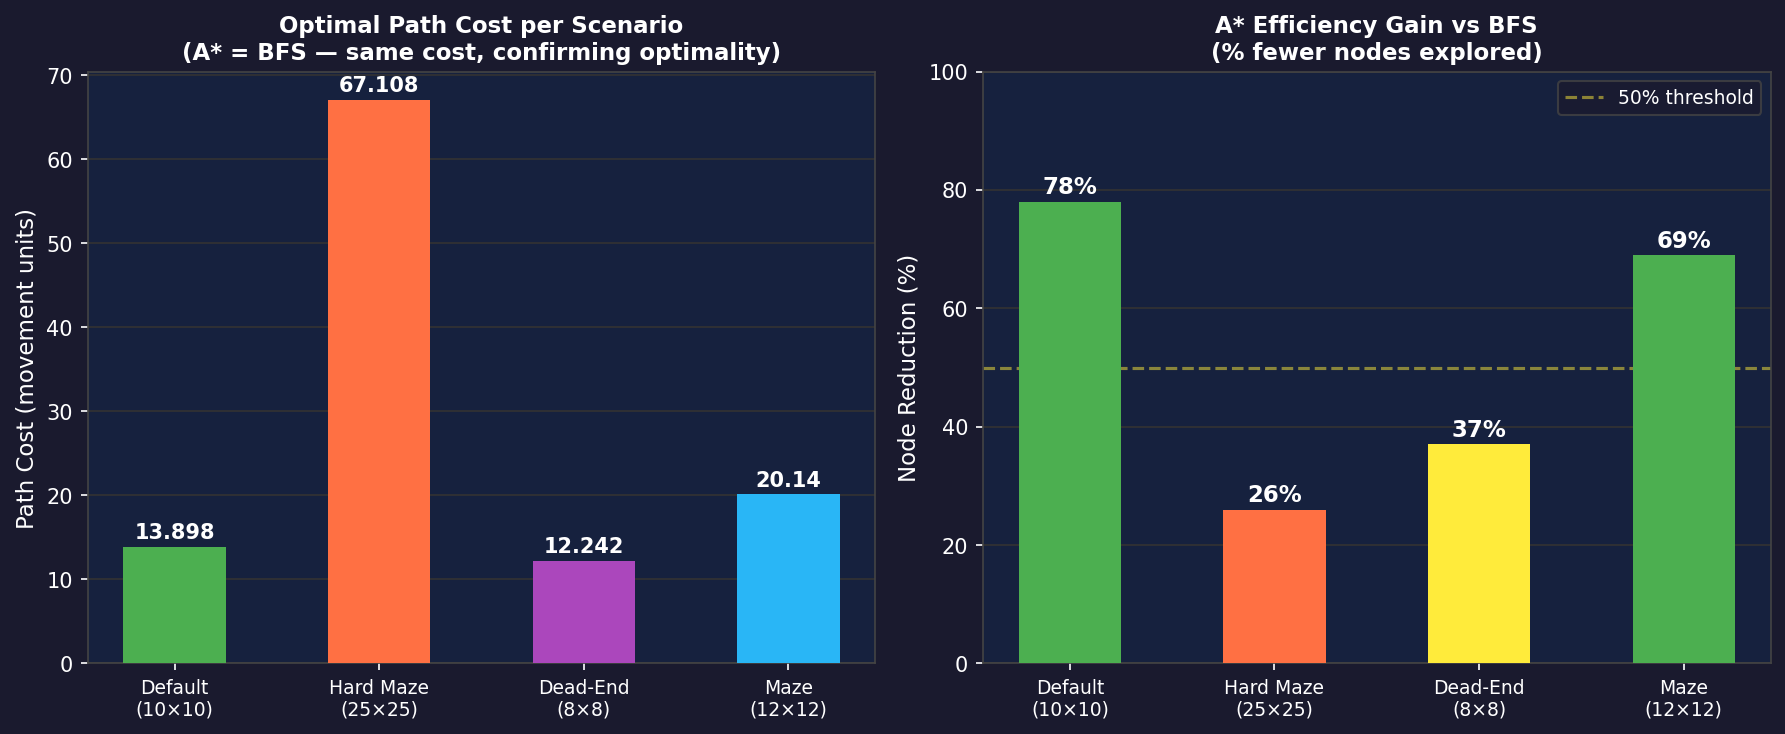 Optimal Path Cost per Scenario
(A* = BFS — same cost, confirming optimality)
Path Cost (movement units)
70
60
50
40
30
20
10
0
13.898
67.108
12.242
20.14
Default
(10×10)
Hard Maze
(25×25)
Dead-End
(8×8)
Maze
(12×12)
A* Efficiency Gain vs BFS
(% fewer nodes explored)
Node Reduction (%)
100
80
60
40
20
0
50% threshold
78%
26%
37%
69%
Default
(10×10)
Hard Maze
(25×25)
Dead-End
(8×8)
Maze
(12×12)